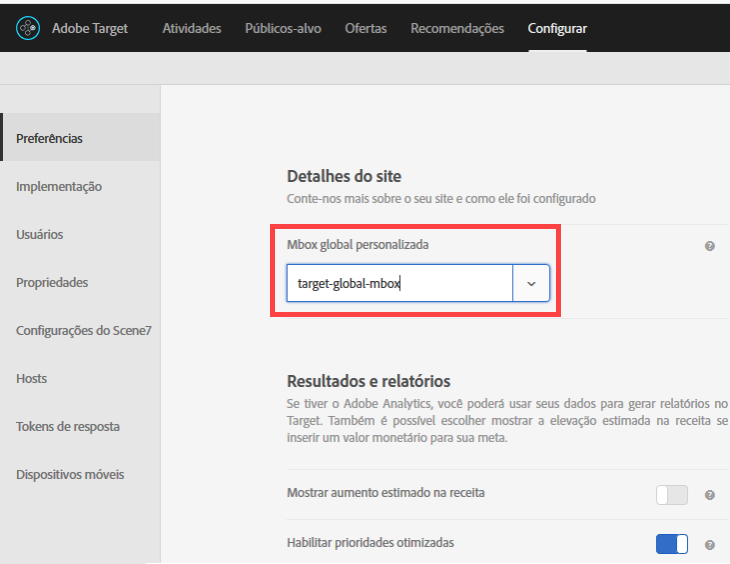 Adobe Target
Atividades
Públicos-alvo
Ofertas
Recomendações
Configurar
Preferências
Implementação
Usuários
Propriedades
Configurações do Scene7
Hosts
Tokens de resposta
Dispositivos móveis
Detalhes do site
Conte-nos mais sobre o seu site e como ele foi configurado
Mbox global personalizada
target-global-mbox
Resultados e relatórios
Se tiver o Adobe Analytics, você poderá usar seus dados para gerar relatórios no
Target. Também é possível escolher mostrar a elevação estimada na receita se
inserir um valor monetário para sua meta.
Mostrar aumento estimado na receita
Habilitar prioridades otimizadas